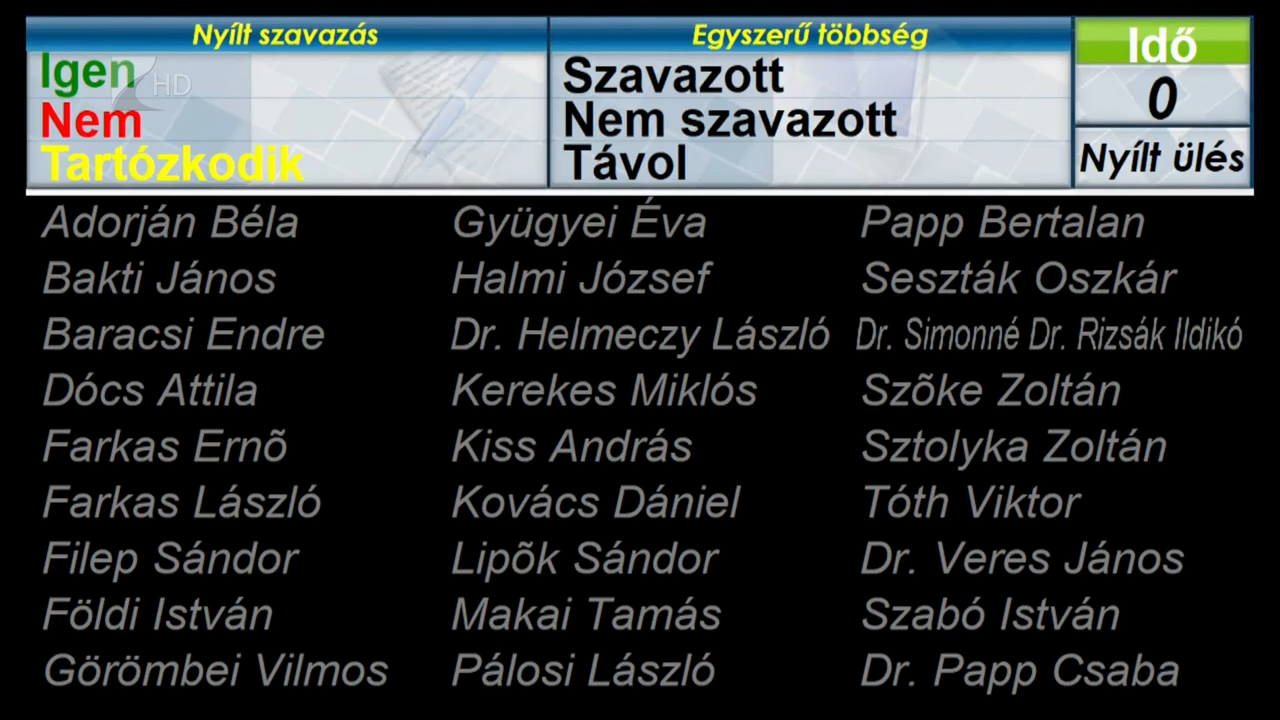 Nyílt szavazás
Egyszerű többség
Idő
Igen
HD
Nem
Tartózkodik
Szavazott
Nem szavazott
Távol
0
Nyílt ülés
Adorján Béla
Bakti János
Baracsi Endre
Dócs Attila
Farkas Ernõ
Farkas László
Filep Sándor
Földi István
Görömbei Vilmos
Gyügyei Éva
Halmi József
Dr. Helmeczy László
Kerekes Miklós
Kiss András
Kovács Dániel
Lipõk Sándor
Makai Tamás
Pálosi László
Papp Bertalan
Seszták Oszkár
Dr. Simonné Dr. Rizsák Ildikó
Szõke Zoltán
Sztolyka Zoltán
Tóth Viktor
Dr. Veres János
Szabó István
Dr. Papp Csaba